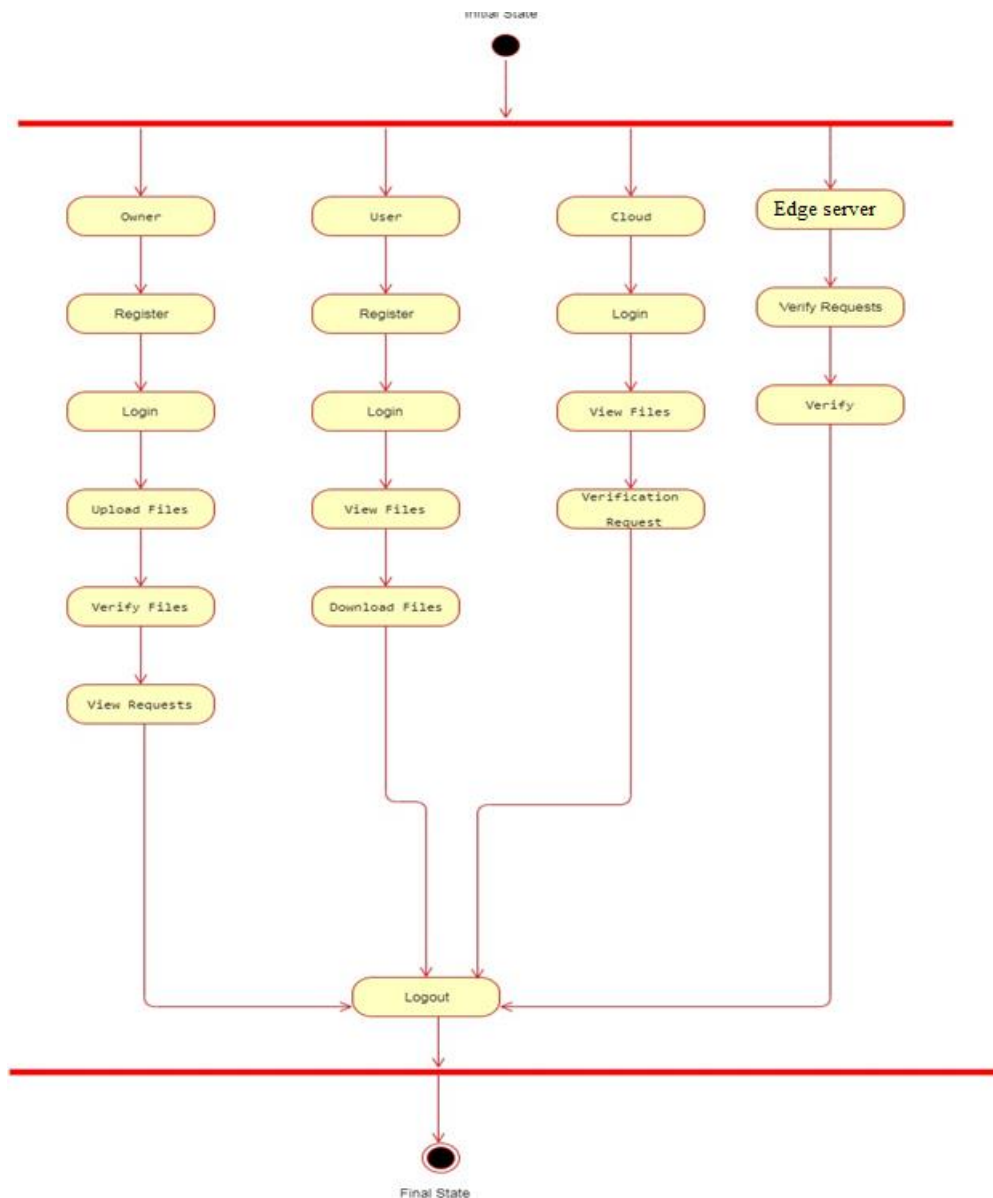 Initial State
Owner
User
Cloud
Edge server
Register
Register
Login
Verify Requests
Login
Login
View Files
Verify
Upload Files
View Files
Verification
Request
Verify Files
Download Files
View Requests
Logout
Final State